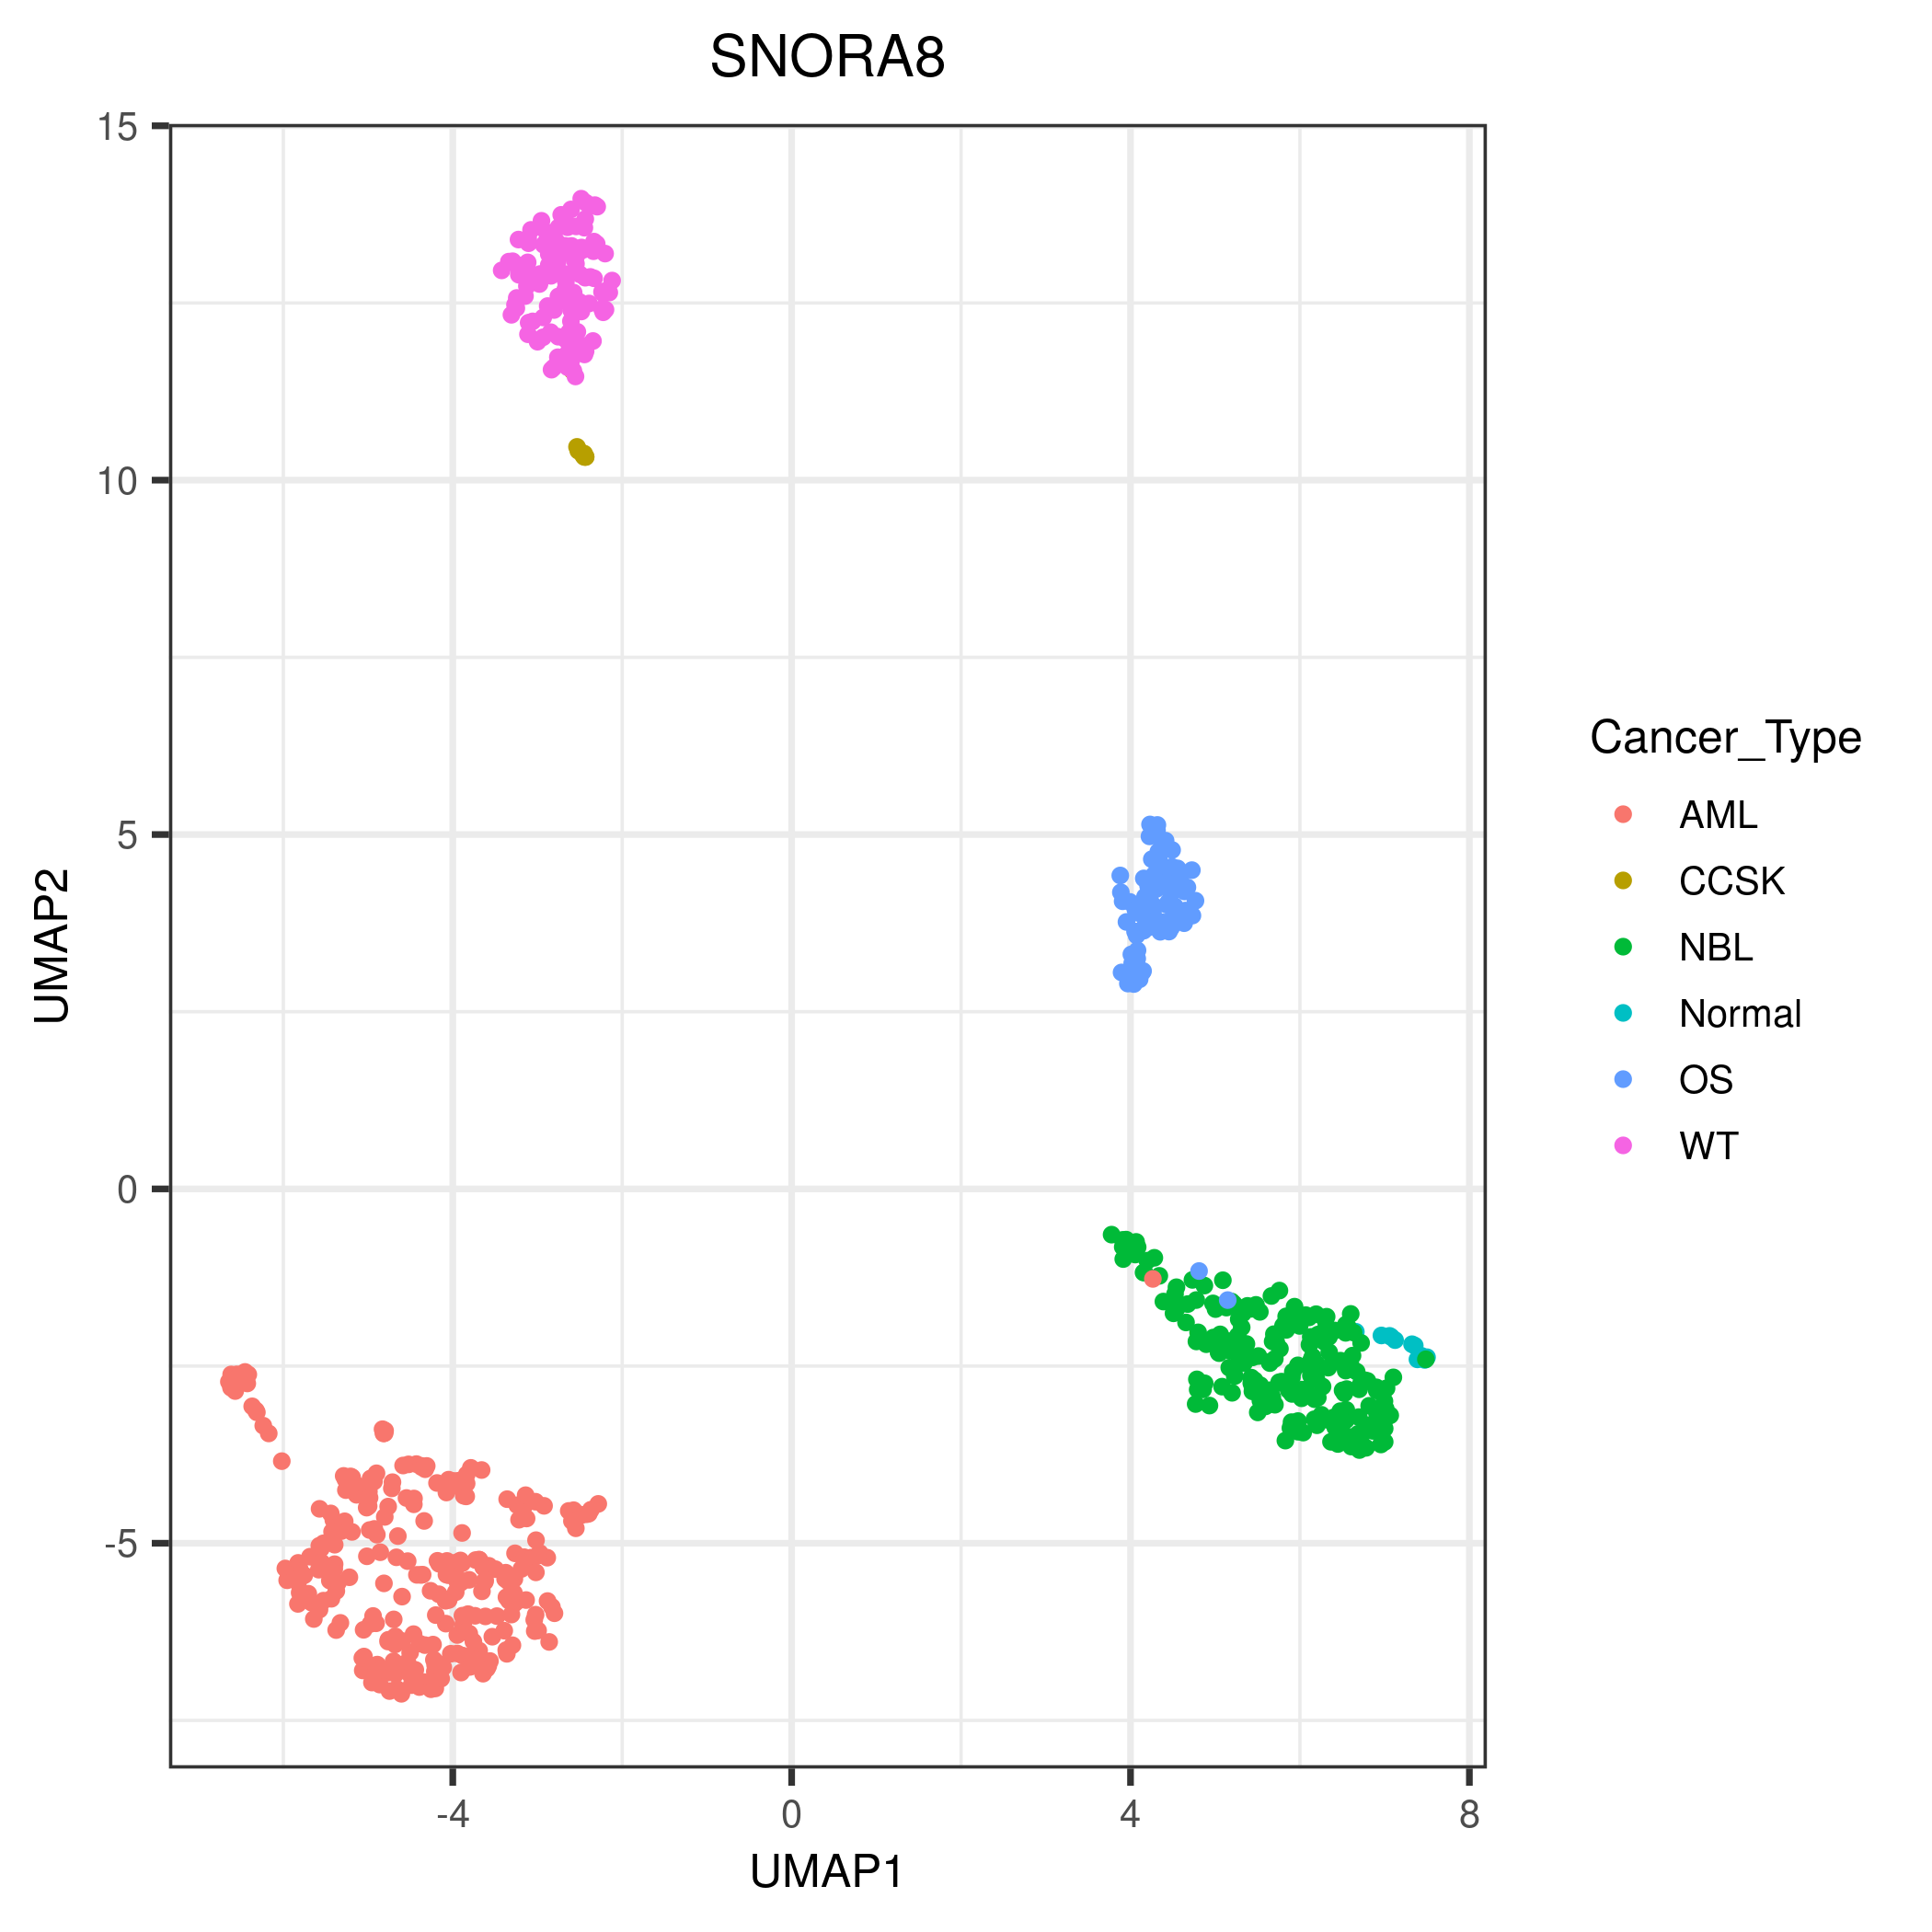 SNORA8
15
10
5
0
-5
UMAP2
-4
0
4
8
UMAP1
Cancer_Type
AML
CCSK
NBL
Normal
OS
WT